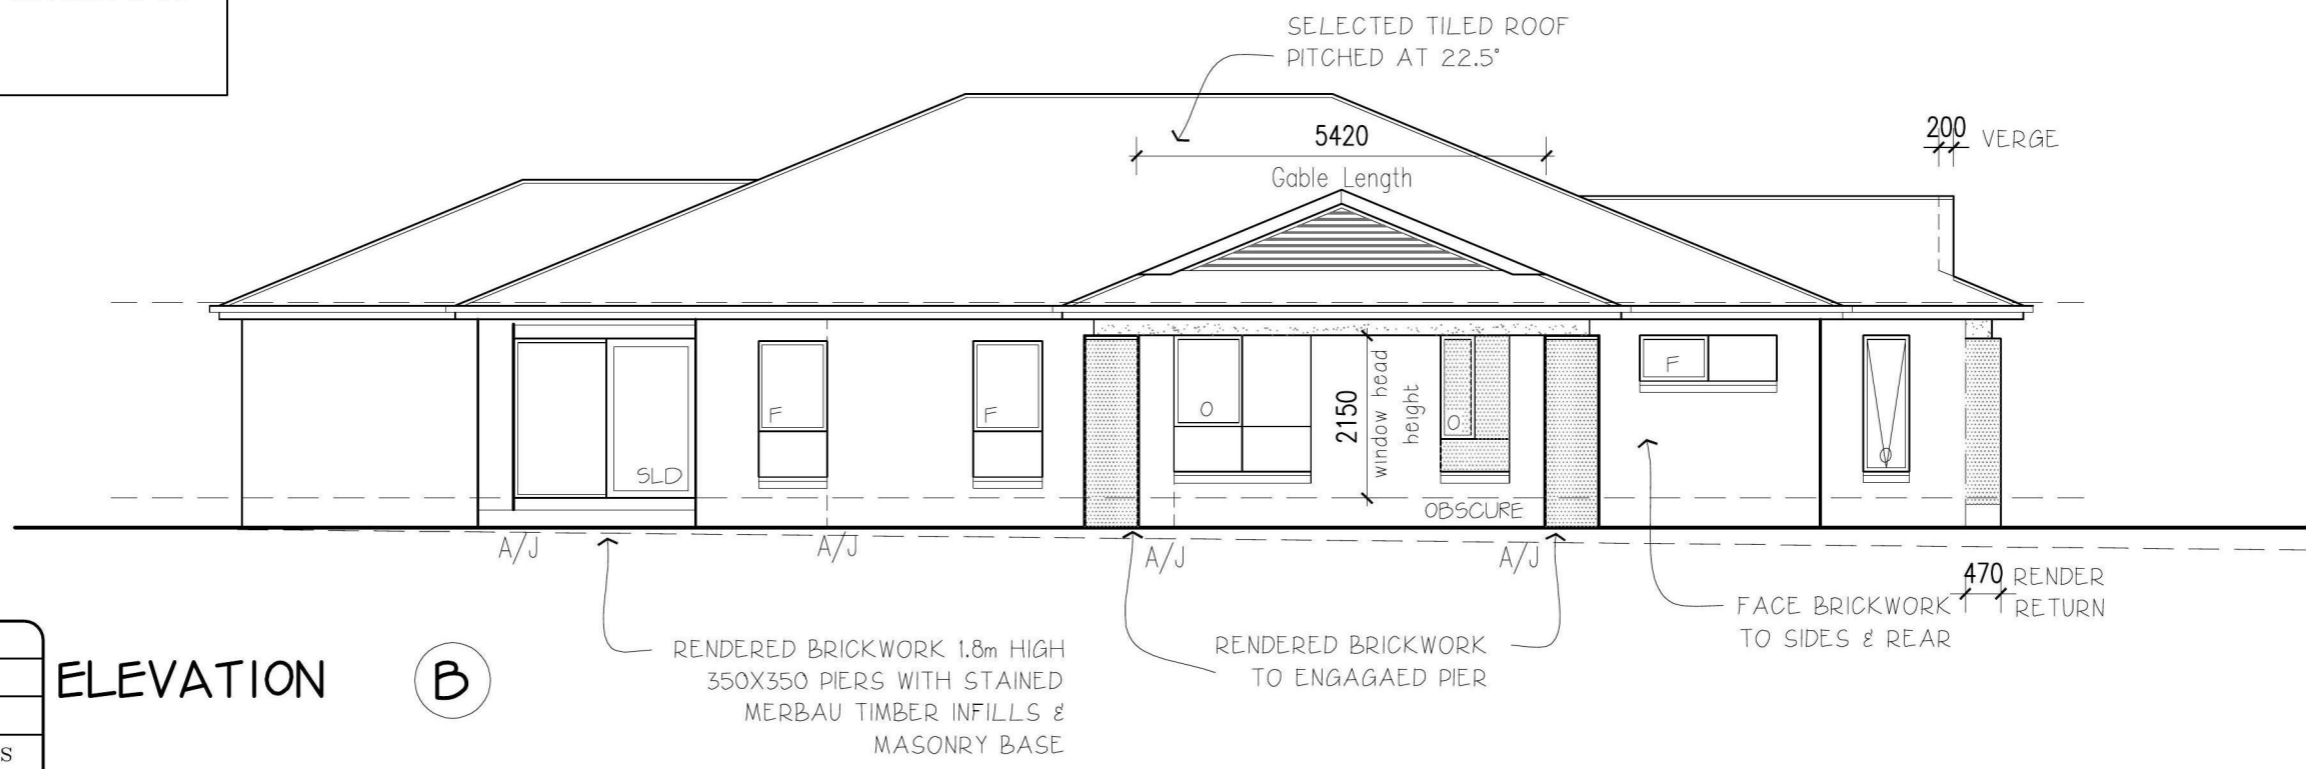 SELECTED TILED ROOF
PITCHED AT 22.5°
5420
Gable Length
200 VERGE
F
F
O
2150
window head
height
O
F
O
SLD
OBSCURE
A/J
A/J
A/J
A/J
470 RENDER
RETURN
FACE BRICKWORK
TO SIDES & REAR
RENDERED BRICKWORK 1.8m HIGH
350X350 PIERS WITH STAINED
MERBAU TIMBER INFILLS &
MASONRY BASE
RENDERED BRICKWORK
TO ENGAGAED PIER
ELEVATION B
S